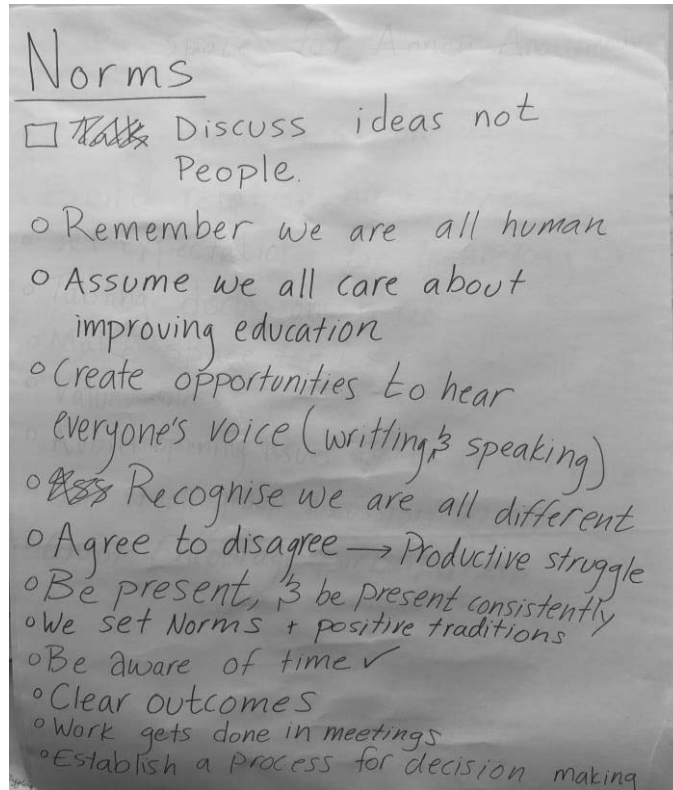 Norms
□ Discuss ideas not
People.
o Remember we are all human
o Assume we all care about
improving education
o Create opportunities to hear
everyone's voice (writting, & speaking)
o Recognise we are all different
o Agree to disagree → Productive struggle
o Be present, & be present consistently
o We set Norms + positive traditions
o Be aware of time ✓
o Clear outcomes
o Work gets done in meetings
o Establish a process for decision making